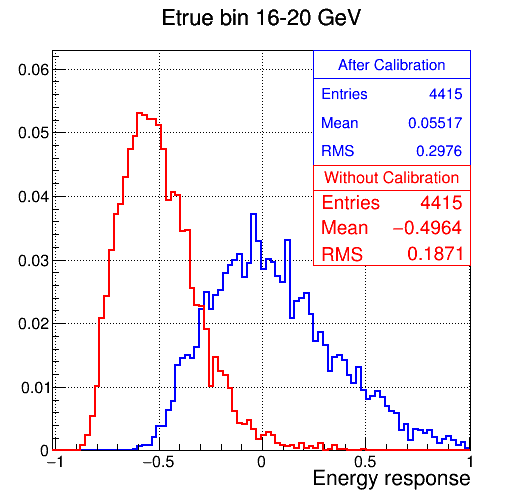 Etrue bin 16-20 GeV
After Calibration
Entries 4415
Mean 0.05517
RMS 0.2976
Without Calibration
Entries 4415
Mean −0.4964
RMS 0.1871
0.06
0.05
0.04
0.03
0.02
0.01
0
−1 −0.5 0 0.5 1
Energy response